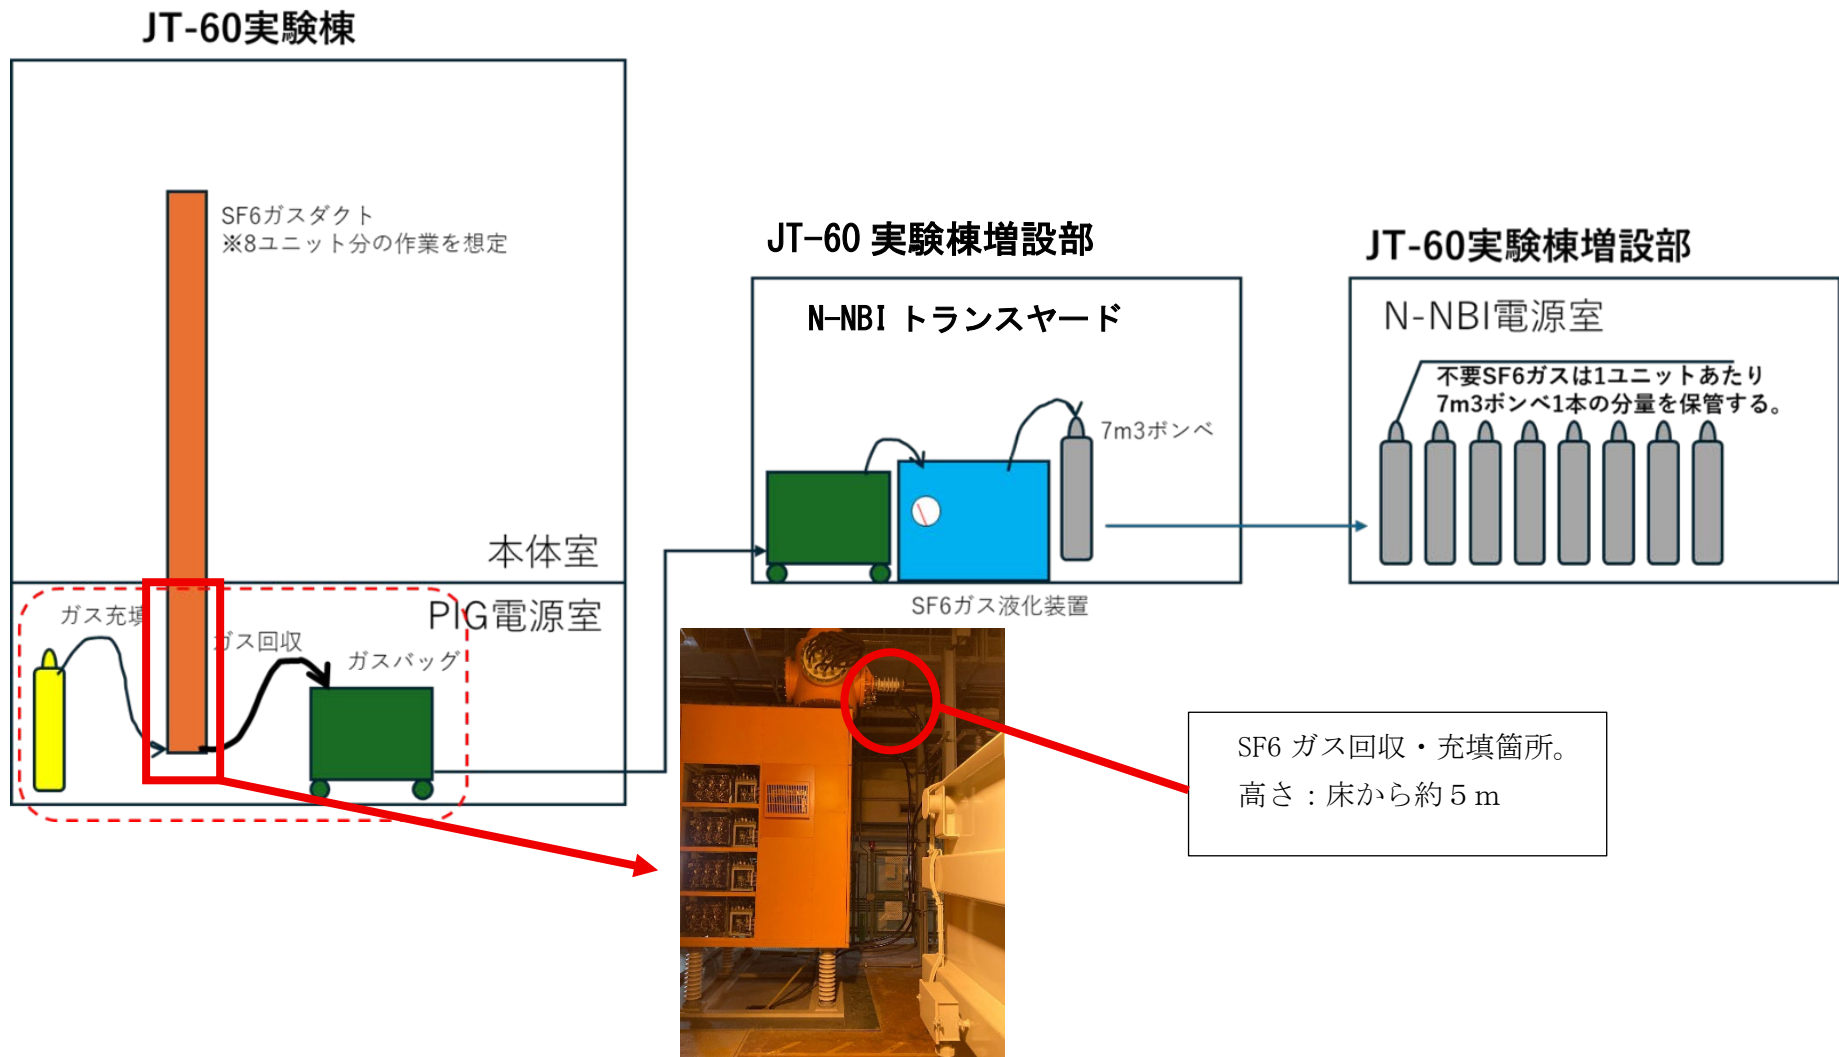 JT-60実験棟
SF6ガスダクト
※8ユニット分の作業を想定
本体室
PIG電源室
ガス充填
ガス回収
ガスバッグ
JT-60 実験棟増設部
N-NBI トランスヤード
7m3ボンベ
SF6ガス液化装置
JT-60実験棟増設部
N-NBI電源室
不要SF6ガスは1ユニットあたり
7m3ボンベ1本の分量を保管する。
SF6 ガス回収・充填箇所。
高さ：床から約５ｍ